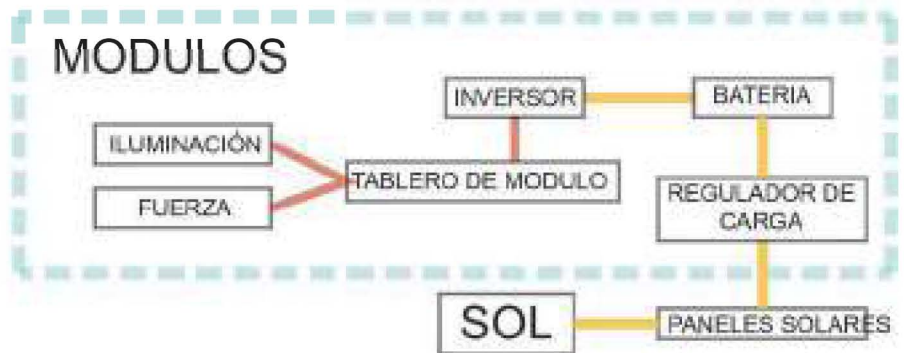 MODULOS
INVERSOR
BATERIA
ILUMINACIÓN
TABLERO DE MODULO
FUERZA
REGULADOR DE
CARGA
SOL
PANELES SOLARES